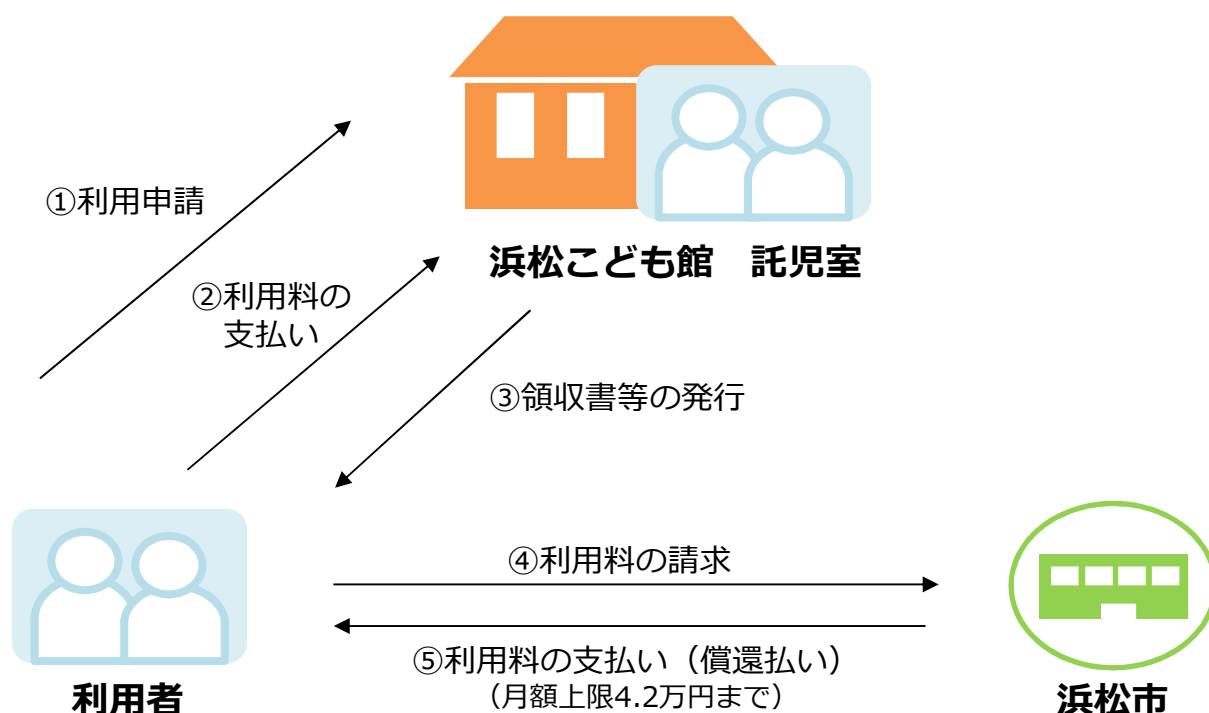 ①利用申請
浜松こども館　託児室
②利用料の
支払い
③領収書等の発行
④利用料の請求
⑤利用料の支払い（償還払い）
（月額上限4.2万円まで）
利用者
浜松市